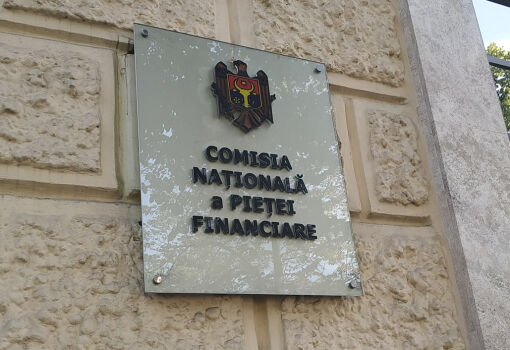 COMISIA
NAȚIONALĂ
a PIEȚEI
FINANCIARE